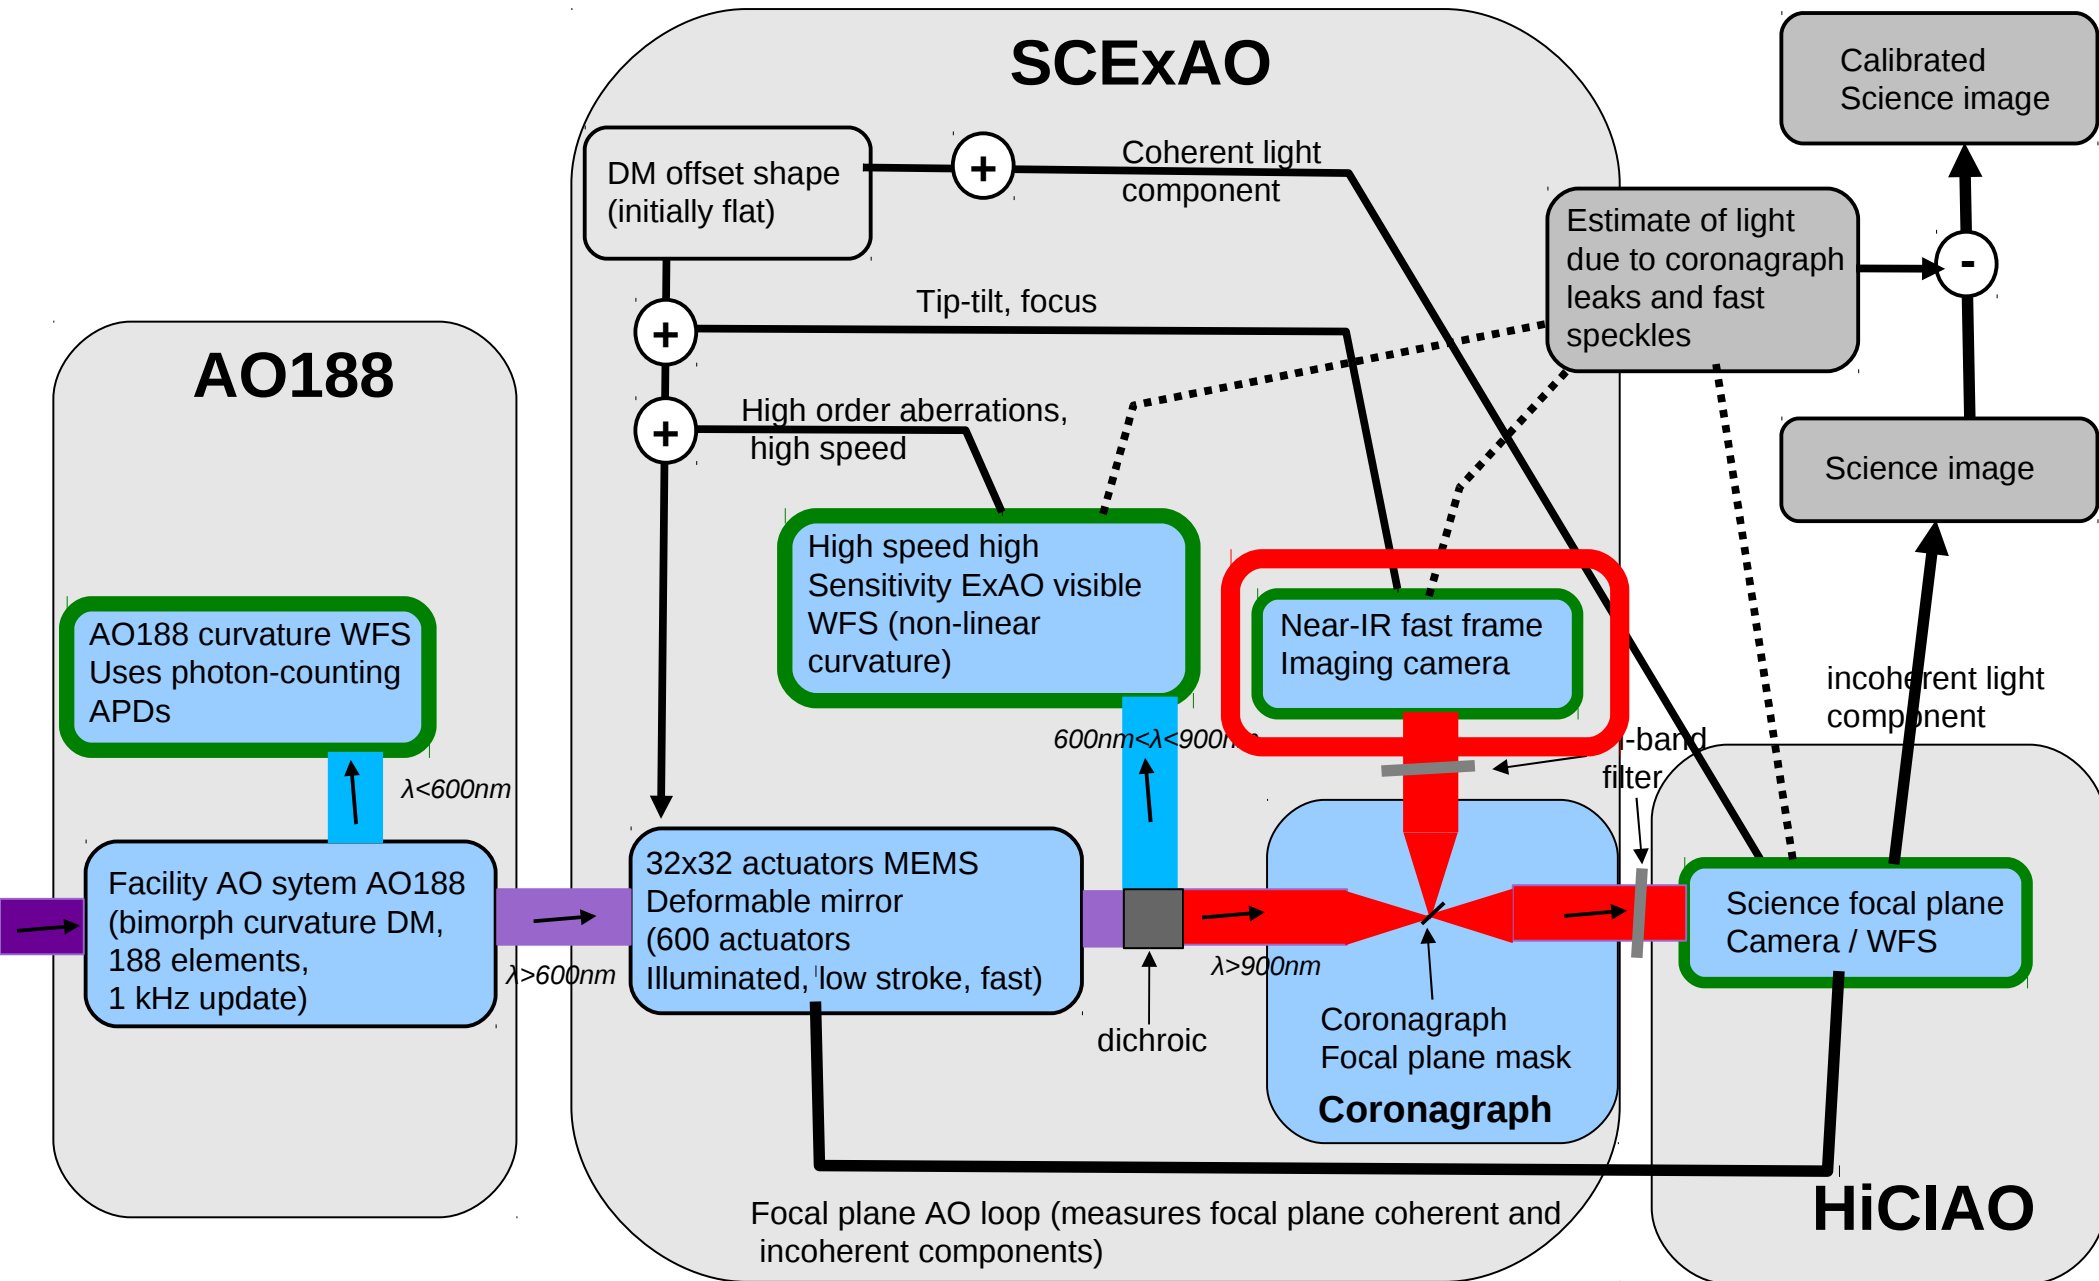 SCExAO
Calibrated
Science image
DM offset shape
(initially flat)
+
Coherent light
component
Estimate of light
due to coronagraph
leaks and fast
speckles
-
Tip-tilt, focus
+
AO188
High order aberrations,
high speed
+
Science image
High speed high
Sensitivity ExAO visible
WFS (non-linear
curvature)
Near-IR fast frame
Imaging camera
AO188 curvature WFS
Uses photon-counting
APDs
incoherent light
component
600nm<λ<900nm
-band
filter
λ<600nm
Facility AO sytem AO188
(bimorph curvature DM,
188 elements,
1 kHz update)
32x32 actuators MEMS
Deformable mirror
(600 actuators
Illuminated, low stroke, fast)
Science focal plane
Camera / WFS
λ>600nm
λ>900nm
dichroic
Coronagraph
Focal plane mask
Coronagraph
HiCIAO
Focal plane AO loop (measures focal plane coherent and
incoherent components)